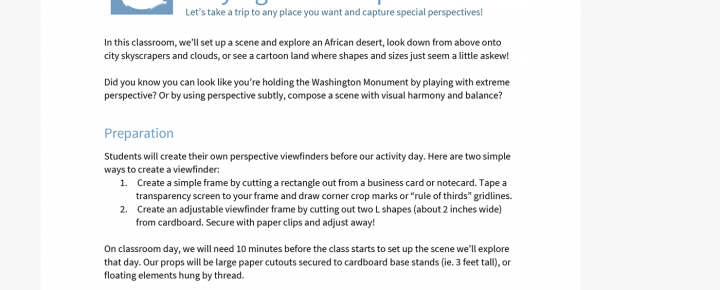 Let's take a trip to any place you want and capture special perspectives!
In this classroom, we'll set up a scene and explore an African desert, look down from above onto
city skyscrapers and clouds, or see a cartoon land where shapes and sizes just seem a little askew!
Did you know you can look like you're holding the Washington Monument by playing with extreme
perspective? Or by using perspective subtly, compose a scene with visual harmony and balance?
Preparation
Students will create their own perspective viewfinders before our activity day. Here are two simple
ways to create a viewfinder:
1. Create a simple frame by cutting a rectangle out from a business card or notecard. Tape a
transparency screen to your frame and draw corner crop marks or “rule of thirds” gridlines.
2. Create an adjustable viewfinder frame by cutting out two L shapes (about 2 inches wide)
from cardboard. Secure with paper clips and adjust away!
On classroom day, we will need 10 minutes before the class starts to set up the scene we'll explore
that day. Our props will be large paper cutouts secured to cardboard base stands (ie. 3 feet tall), or
floating elements hung by thread.